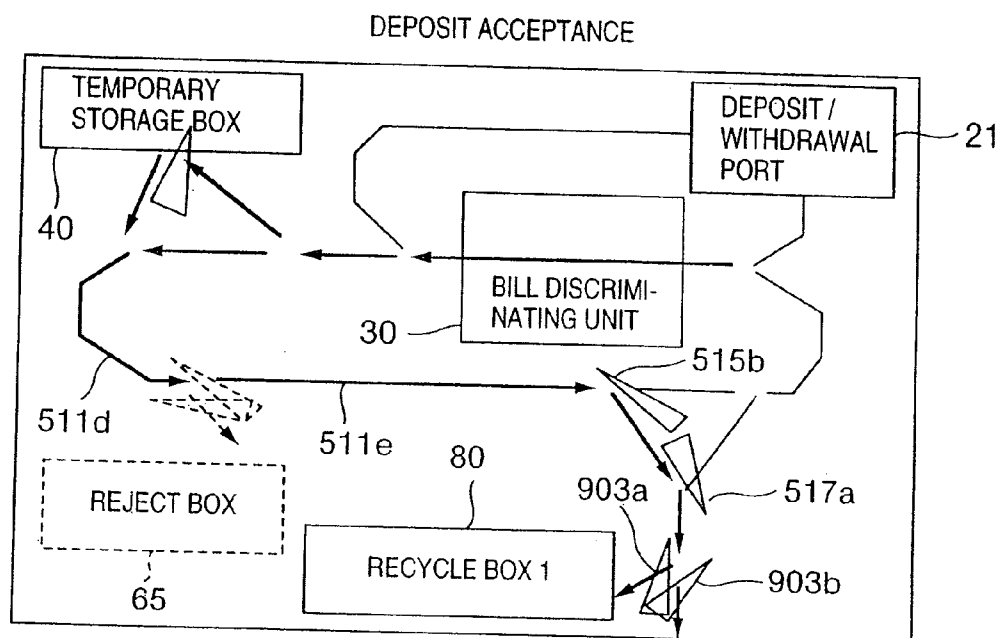 DEPOSIT ACCEPTANCE
TEMPORARY
STORAGE BOX
DEPOSIT /
WITHDRAWAL
PORT
21
40
BILL DISCRIMI-
NATING UNIT
30
515b
511d
511e
80
903a
517a
REJECT BOX
RECYCLE BOX 1
903b
65